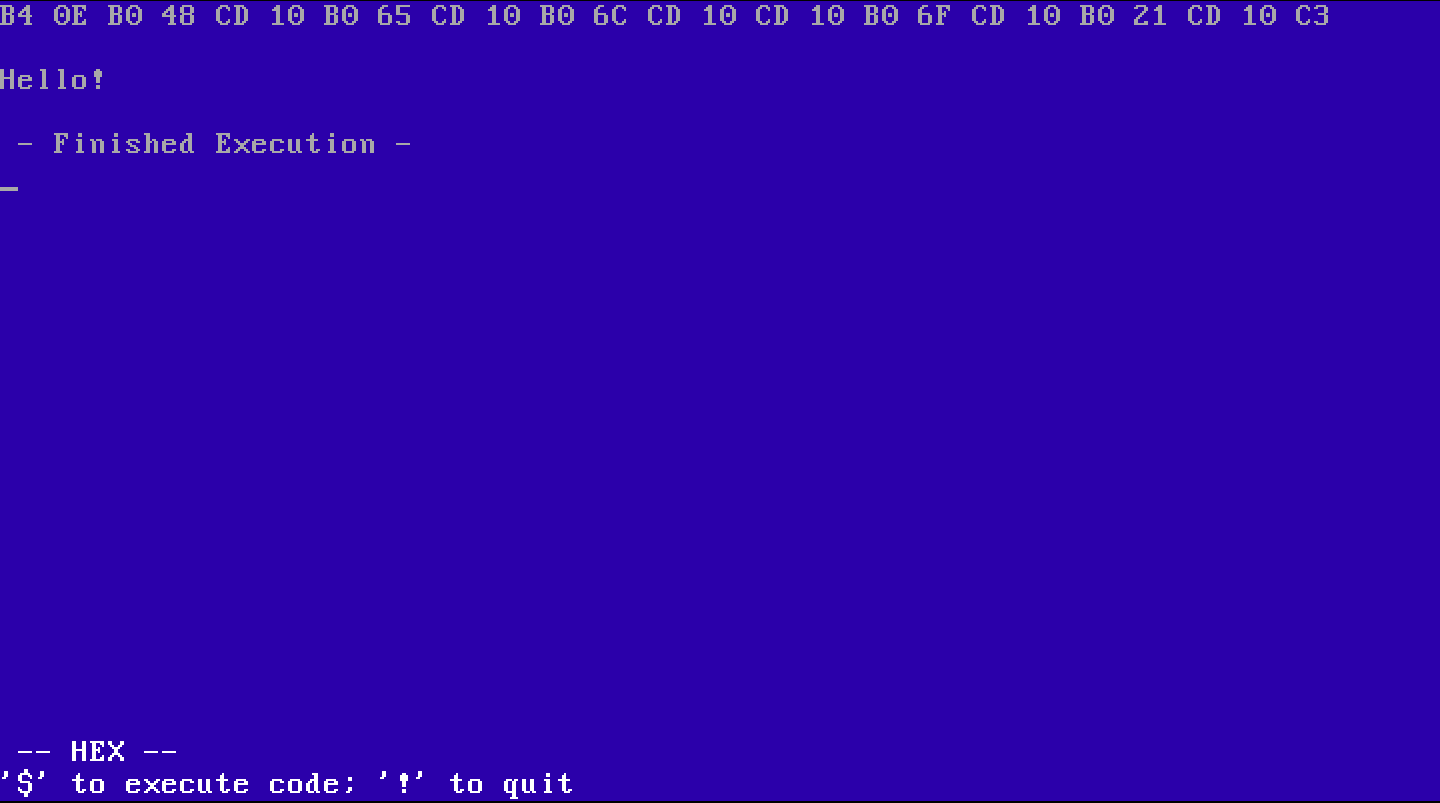 B4 0E B0 48 CD 10 B0 65 CD 10 B0 6C CD 10 CD 10 B0 6F CD 10 B0 21 CD 10 C3
Hello!
- Finished Execution -
-- HEX --
'$' to execute code; '!' to quit